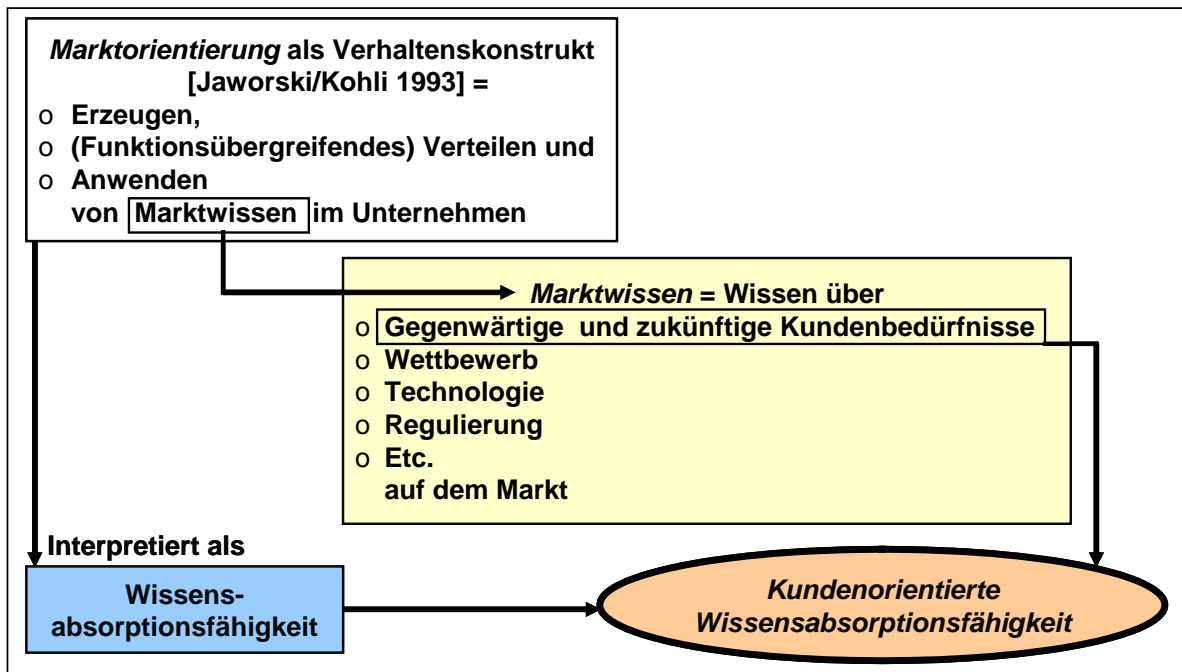 Marktorientierung als Verhaltenskonstrukt
[Jaworski/Kohli 1993] =
o Erzeugen,
o (Funktionsübergreifendes) Verteilen und
o Anwenden
von Marktwissen im Unternehmen
Marktwissen = Wissen über
o Gegenwärtige und zukünftige Kundenbedürfnisse
o Wettbewerb
o Technologie
o Regulierung
o Etc.
auf dem Markt
Interpretiert als
Wissens-
absorptionsfähigkeit
Kundenorientierte
Wissensabsorptionsfähigkeit